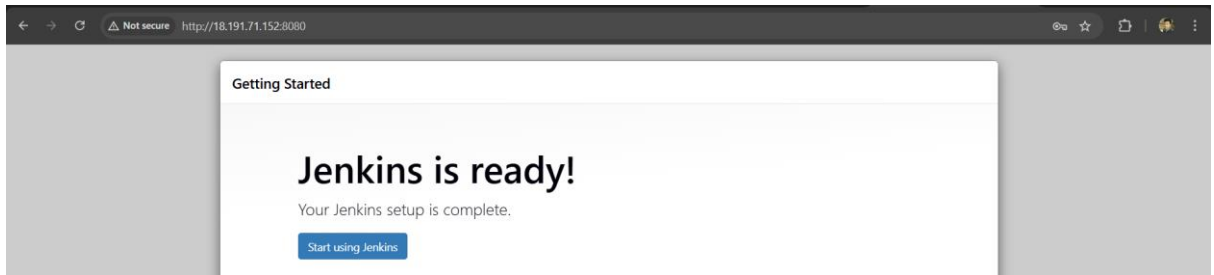 Not secure http://18.191.71.152:8080
Getting Started
Jenkins is ready!
Your Jenkins setup is complete.
Start using Jenkins